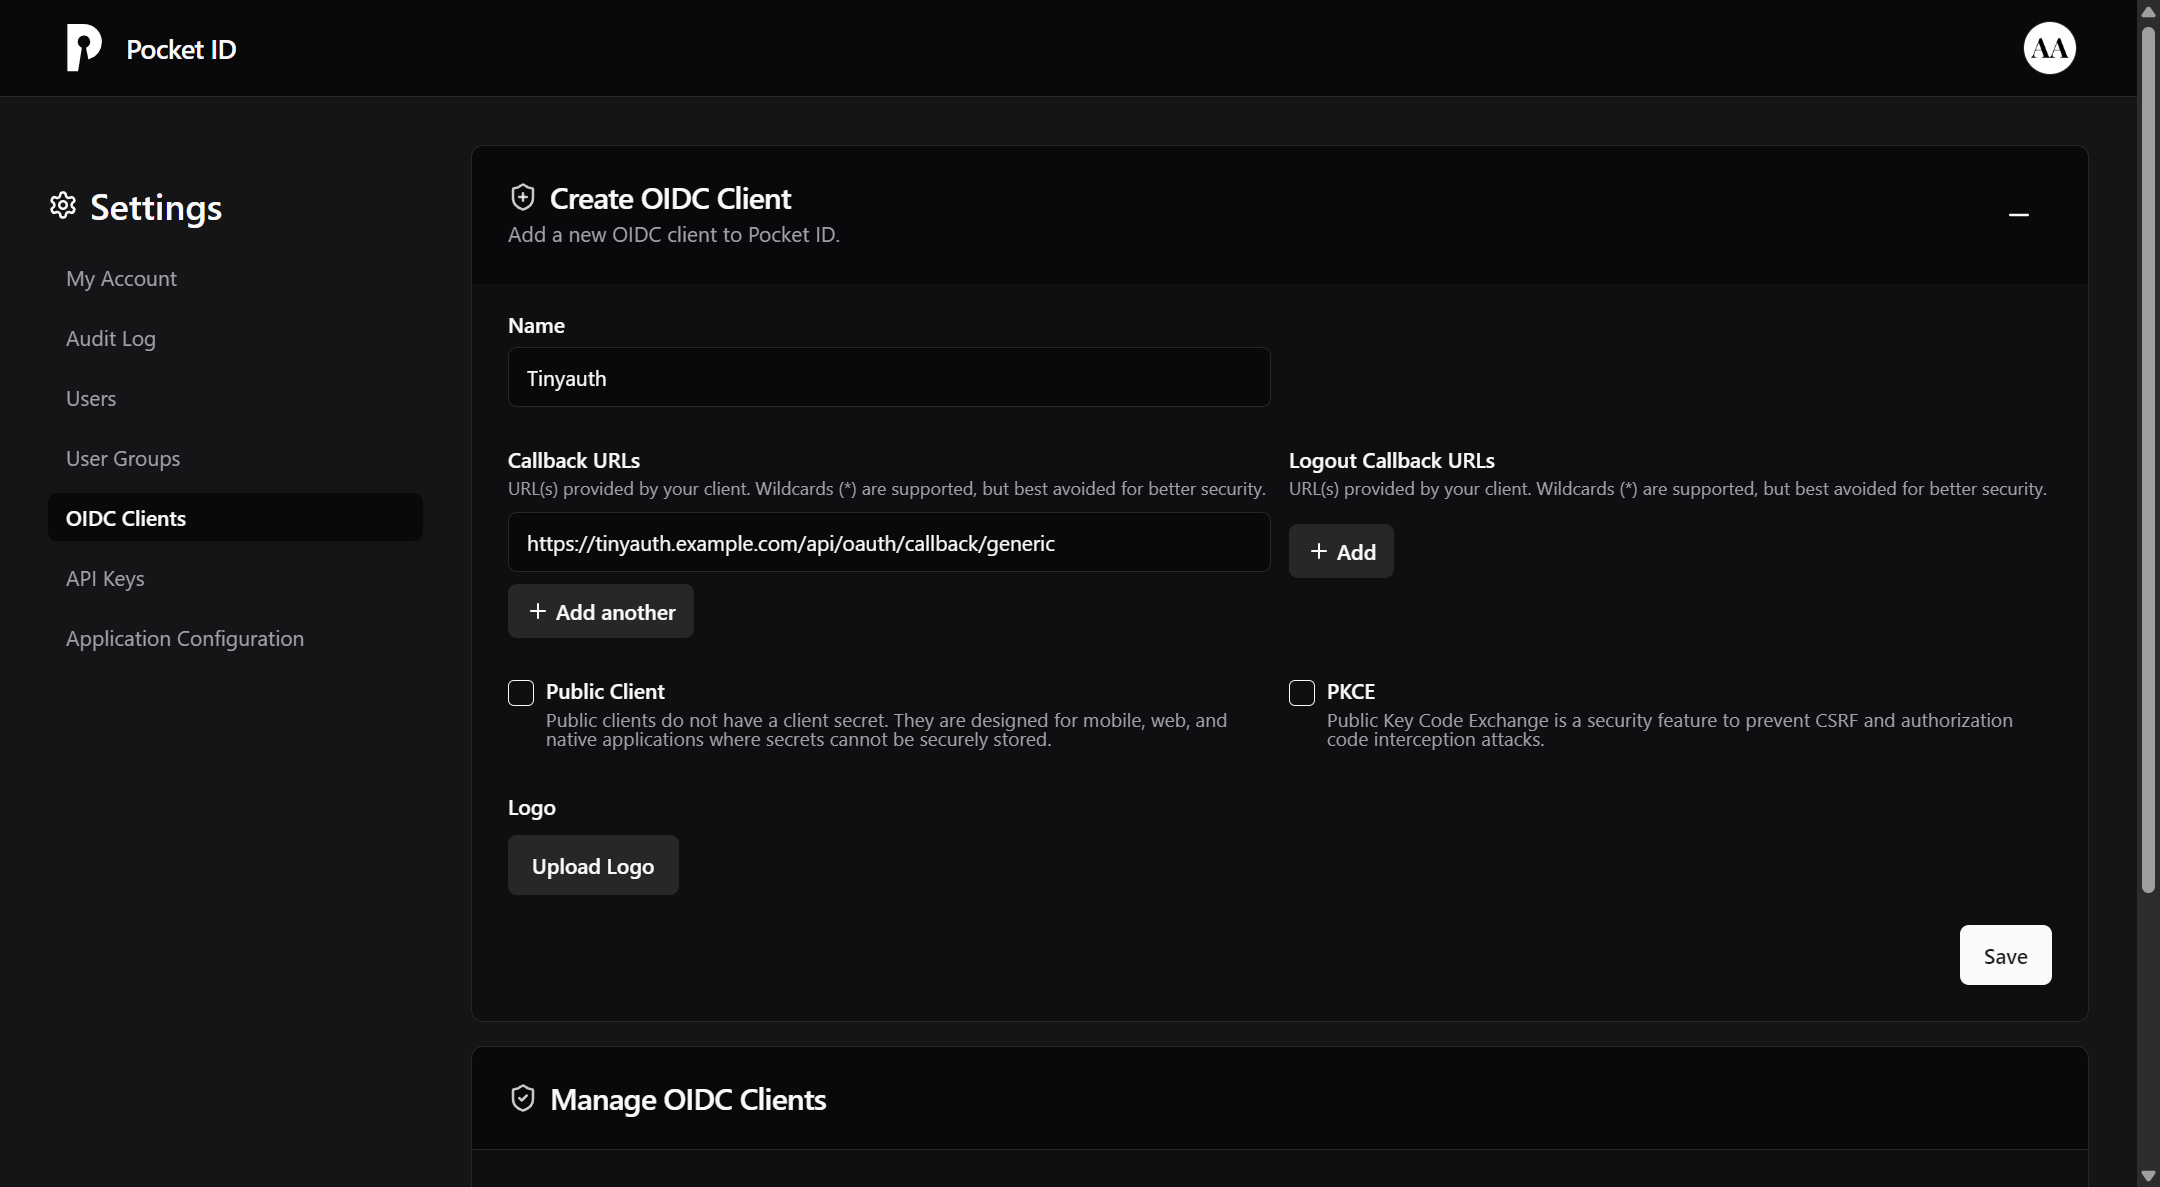 Pocket ID
AA
Settings
My Account
Audit Log
Users
User Groups
OIDC Clients
API Keys
Application Configuration
Create OIDC Client
Add a new OIDC client to Pocket ID.
Name
Tinyauth
Callback URLs
URL(s) provided by your client. Wildcards (*) are supported, but best avoided for better security.
https://tinyauth.example.com/api/oauth/callback/generic
+ Add another
Logout Callback URLs
URL(s) provided by your client. Wildcards (*) are supported, but best avoided for better security.
+ Add
Public Client
Public clients do not have a client secret. They are designed for mobile, web, and
native applications where secrets cannot be securely stored.
PKCE
Public Key Code Exchange is a security feature to prevent CSRF and authorization
code interception attacks.
Logo
Upload Logo
Save
Manage OIDC Clients